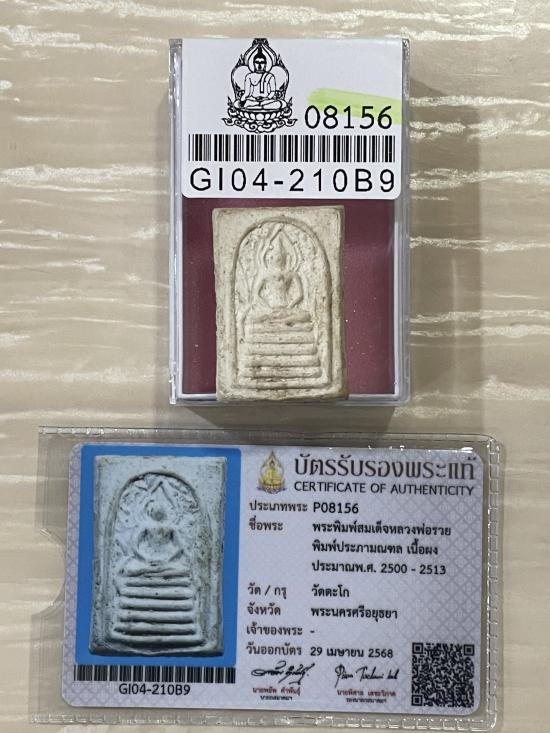 08156
GI04-210B9
บัตรรับรองพระแท้
CERTIFICATE OF AUTHENTICITY
ประเภทพระ P08156
ชื่อพระ พระพิมพ์สมเด็จหลวงพ่อรวย
พิมพ์ประภามณฑล เนื้อผง
ประมาณพ.ศ. 2500 - 2513
วัด / กรุ วัดตะโก
จังหวัด พระนครศรีอยุธยา
เจ้าของพระ -
วันออกบัตร 29 เมษายน 2568
GI04-210B9